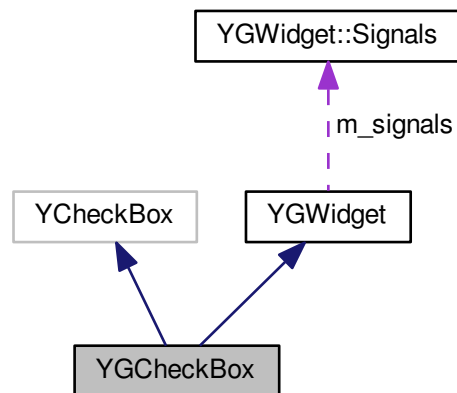 YGWidget::Signals
m_signals
YCheckBox
YGWidget
YGCheckBox